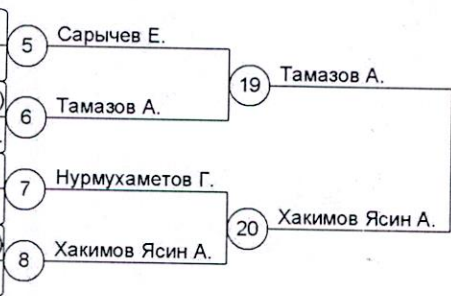 5 Сарычев Е.
19 Тамазов А.
6 Тамазов А.
7 Нурмухаметов Г.
20 Хакимов Ясин А.
8 Хакимов Ясин А.